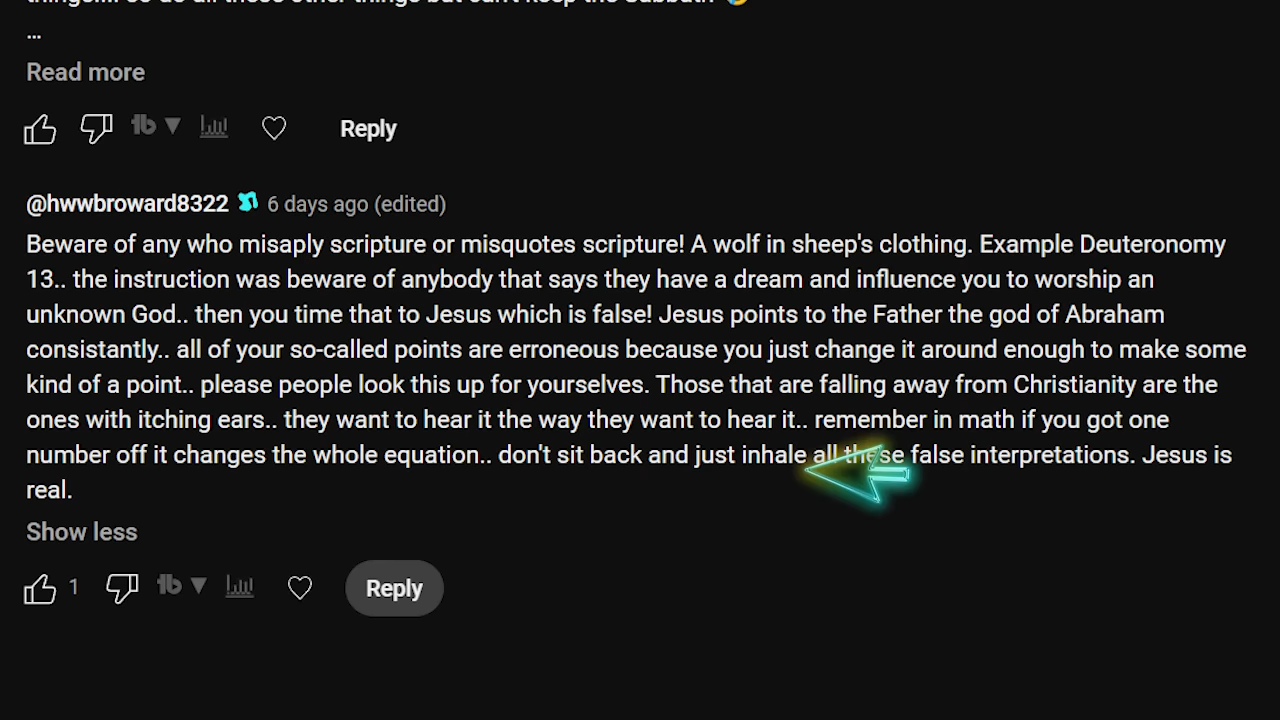 ...
Read more
Reply
@hwwbroward8322 6 days ago (edited)
Beware of any who misaply scripture or misquotes scripture! A wolf in sheep's clothing. Example Deuteronomy
13.. the instruction was beware of anybody that says they have a dream and influence you to worship an
unknown God.. then you time that to Jesus which is false! Jesus points to the Father the god of Abraham
consistantly.. all of your so-called points are erroneous because you just change it around enough to make some
kind of a point.. please people look this up for yourselves. Those that are falling away from Christianity are the
ones with itching ears.. they want to hear it the way they want to hear it.. remember in math if you got one
number off it changes the whole equation.. don't sit back and just inhale all these false interpretations. Jesus is
real.
Show less
1
Reply